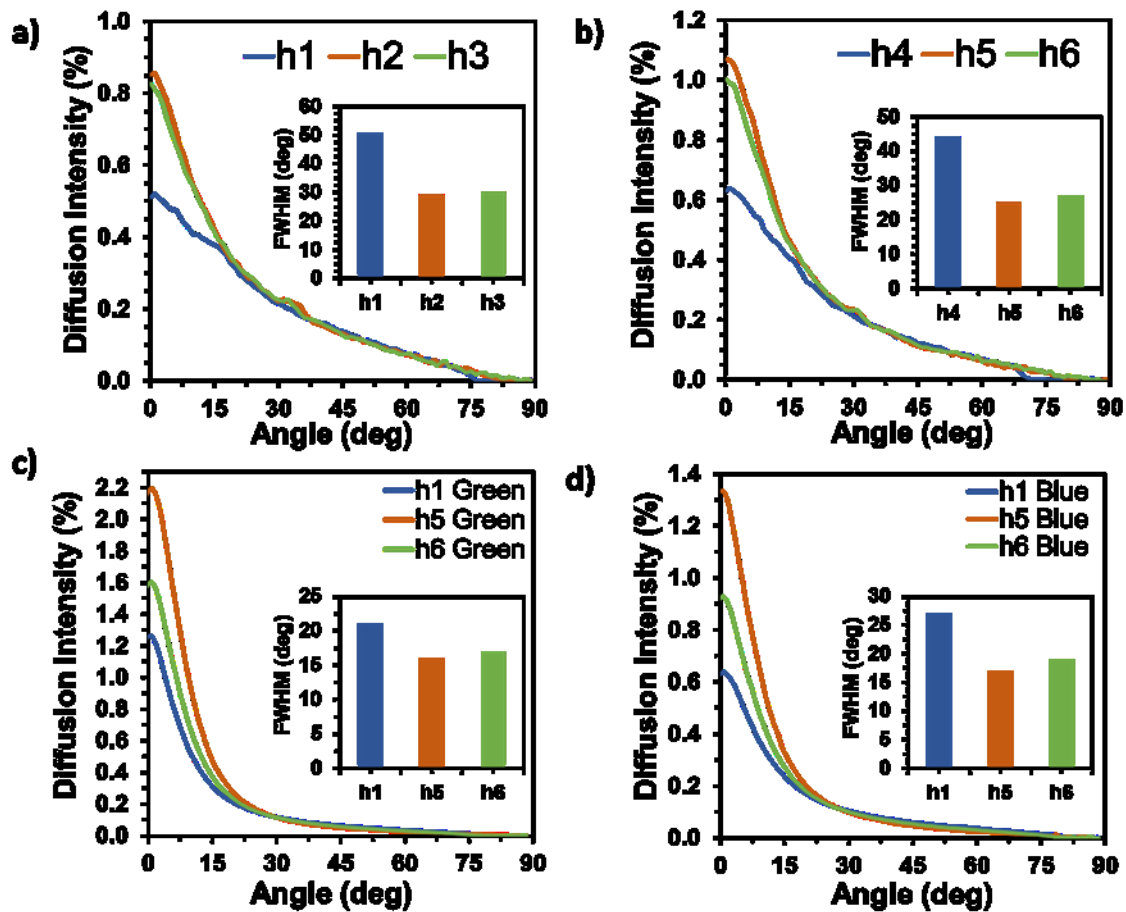 a)
Diffusion Intensity (%)
1.0
0.8
0.6
0.4
0.2
0.0
h1 h2 h3
FWHM (deg)
60
50
40
30
20
10
0
h1 h2 h3
0 15 30 45 60 75 90
Angle (deg)
b)
Diffusion Intensity (%)
1.2
1.0
0.8
0.6
0.4
0.2
0.0
h4 h5 h6
FWHM (deg)
50
40
30
20
10
0
h4 h5 h6
0 15 30 45 60 75 90
Angle (deg)
c)
Diffusion Intensity (%)
2.2
2.0
1.8
1.6
1.4
1.2
1.0
0.8
0.6
0.4
0.2
0.0
h1 Green
h5 Green
h6 Green
FWHM (deg)
25
20
15
10
5
0
h1 h5 h6
0 15 30 45 60 75 90
Angle (deg)
d)
Diffusion Intensity (%)
1.4
1.2
1.0
0.8
0.6
0.4
0.2
0.0
h1 Blue
h5 Blue
h6 Blue
FWHM (deg)
30
25
20
15
10
5
0
h1 h5 h6
0 15 30 45 60 75 90
Angle (deg)